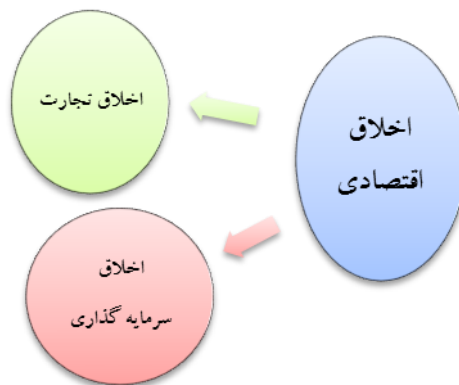 اخلاق
اقتصادی
اخلاق تجارت
اخلاق
سرمایه گذاری